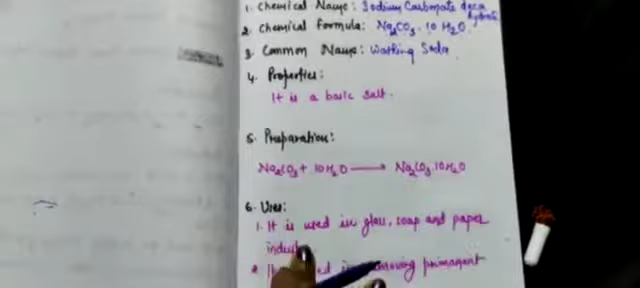 1. Chemical Name: Sodium Carbonate deca
hydrate
2. Chemical Formula: Na₂CO₃. 10 H₂O
3. Common Name: Washing Soda
4. Properties:
It is a basic salt.
5. Preparation:
Na₂CO₃ + 10H₂O → Na₂CO₃.10H₂O
6. Uses:
1. It is used in glass, soap and paper
2. It